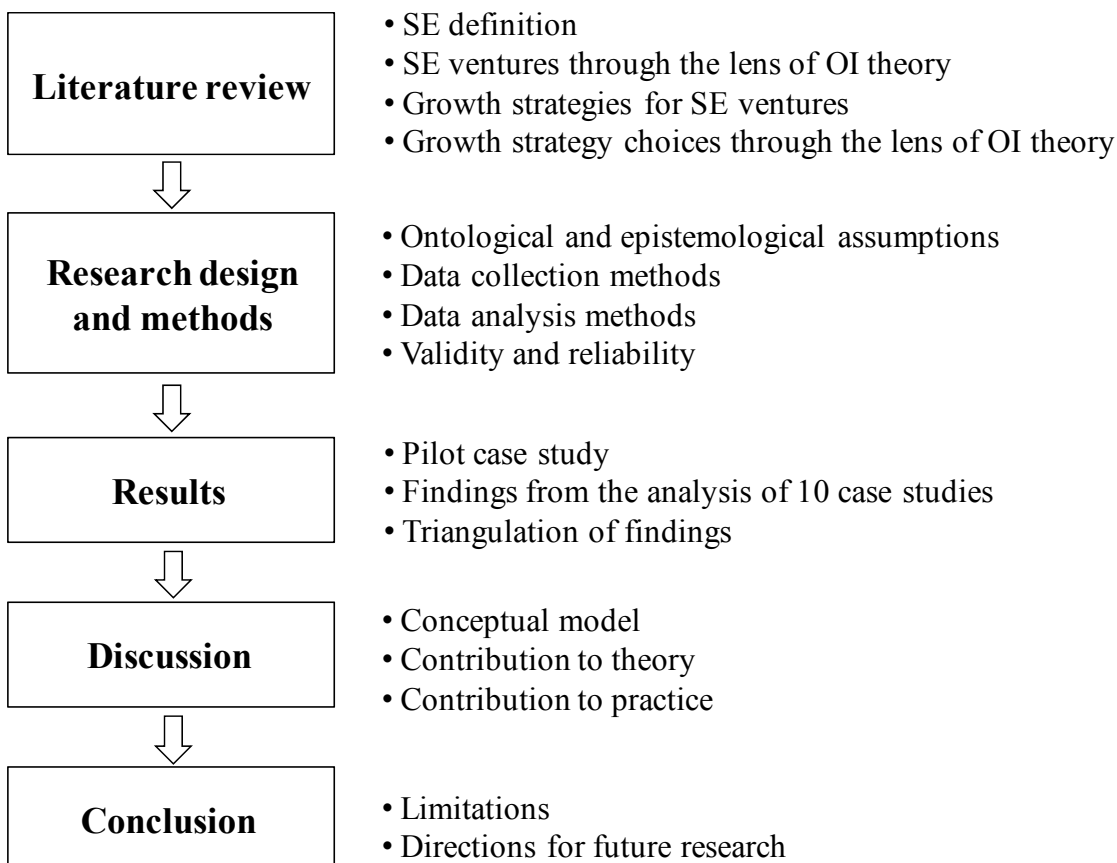 Literature review
• SE definition
• SE ventures through the lens of OI theory
• Growth strategies for SE ventures
• Growth strategy choices through the lens of OI theory
Research design
and methods
• Ontological and epistemological assumptions
• Data collection methods
• Data analysis methods
• Validity and reliability
Results
• Pilot case study
• Findings from the analysis of 10 case studies
• Triangulation of findings
Discussion
• Conceptual model
• Contribution to theory
• Contribution to practice
Conclusion
• Limitations
• Directions for future research